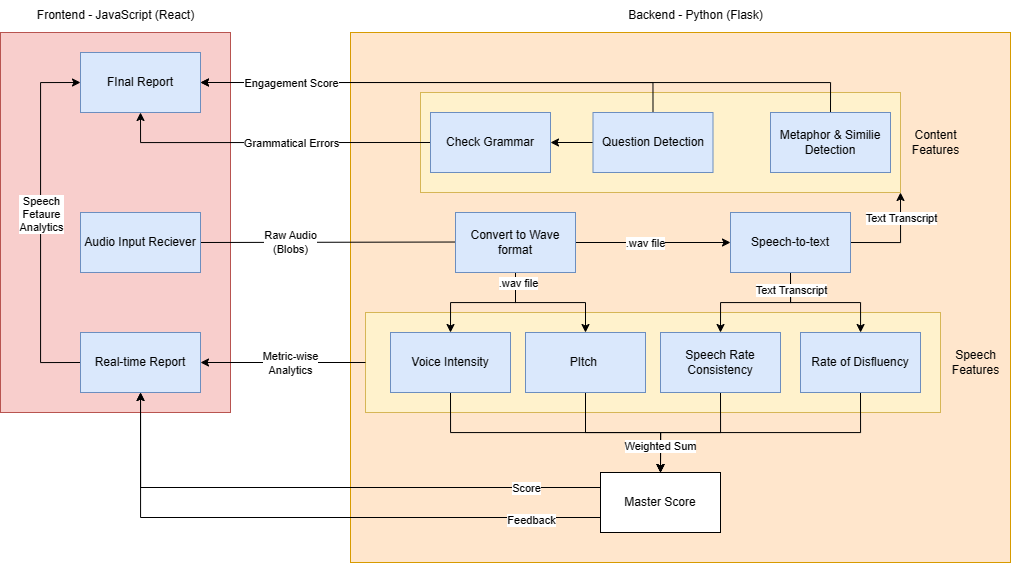 Frontend - JavaScript (React)
Backend - Python (Flask)
FInal Report
Engagement Score
Grammatical Errors
Check Grammar
Question Detection
Metaphor & Similie
Detection
Content
Features
Speech
Fetaure
Analytics
Audio Input Reciever
Raw Audio
(Blobs)
Convert to Wave
format
.wav file
Speech-to-text
Text Transcript
.wav file
Text Transcript
Real-time Report
Metric-wise
Analytics
Voice Intensity
PItch
Speech Rate
Consistency
Rate of Disfluency
Speech
Features
Weighted Sum
Master Score
Score
Feedback